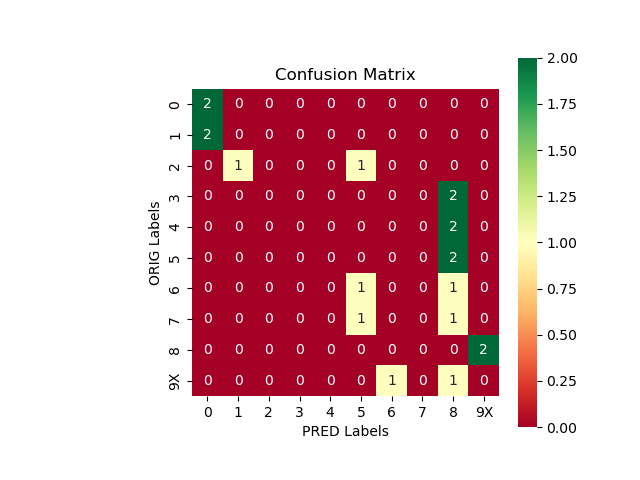 Confusion Matrix
0 2 0 0 0 0 0 0 0 0 0
1 2 0 0 0 0 0 0 0 0 0
2 0 1 0 0 0 1 0 0 0 0
3 0 0 0 0 0 0 0 0 2 0
4 0 0 0 0 0 0 0 0 2 0
5 0 0 0 0 0 0 0 0 2 0
6 0 0 0 0 0 1 0 0 1 0
7 0 0 0 0 0 1 0 0 1 0
8 0 0 0 0 0 0 0 0 0 2
9X 0 0 0 0 0 0 1 0 1 0
0 1 2 3 4 5 6 7 8 9X
ORIG Labels
PRED Labels
2.00
1.75
1.50
1.25
1.00
0.75
0.50
0.25
0.00